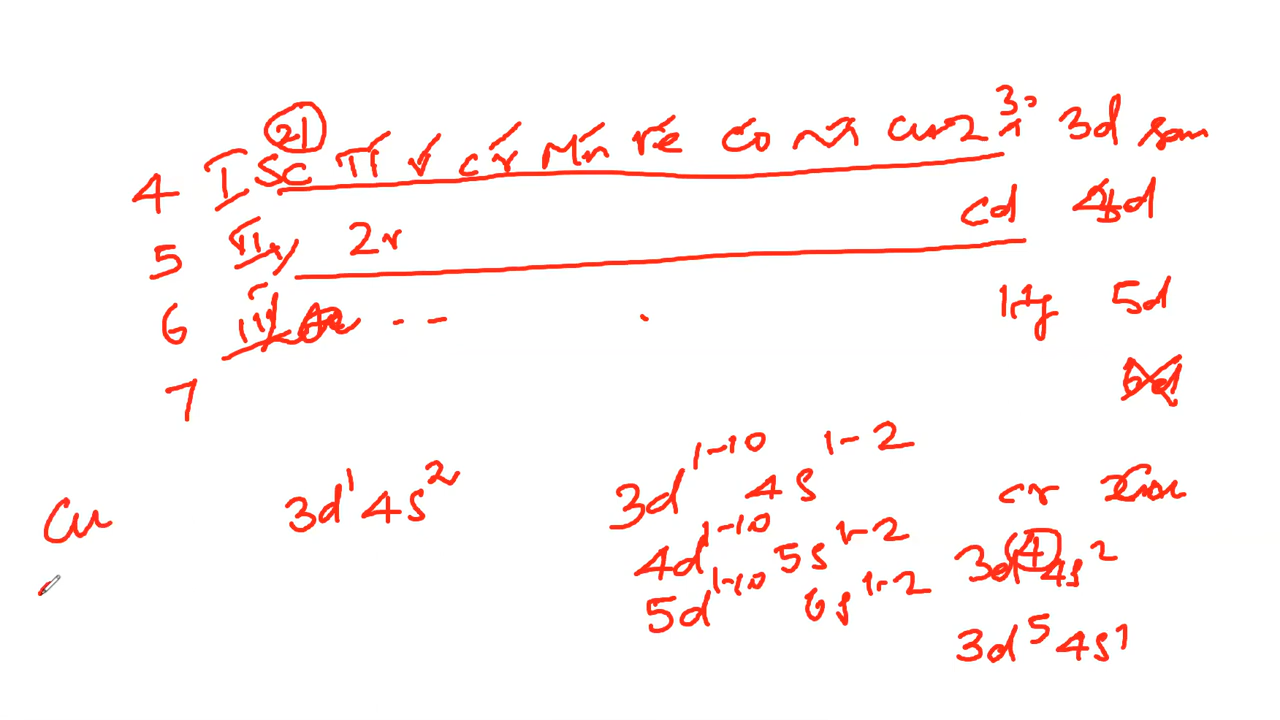 21 30
4 I Sc Ti V Cr Mn Fe Co Ni Cu Zn 3d
5 II Y Zr Cd 4d
6 III -- . Hg 5d
7 6d
3d¹⁻¹⁰ 4s¹⁻²
Cu 3d¹ 4s² cr
4d¹⁻¹⁰ 5s¹⁻² 3d⁴ 4s²
5d¹⁻¹⁰ 6s¹⁻² 3d⁵ 4s¹